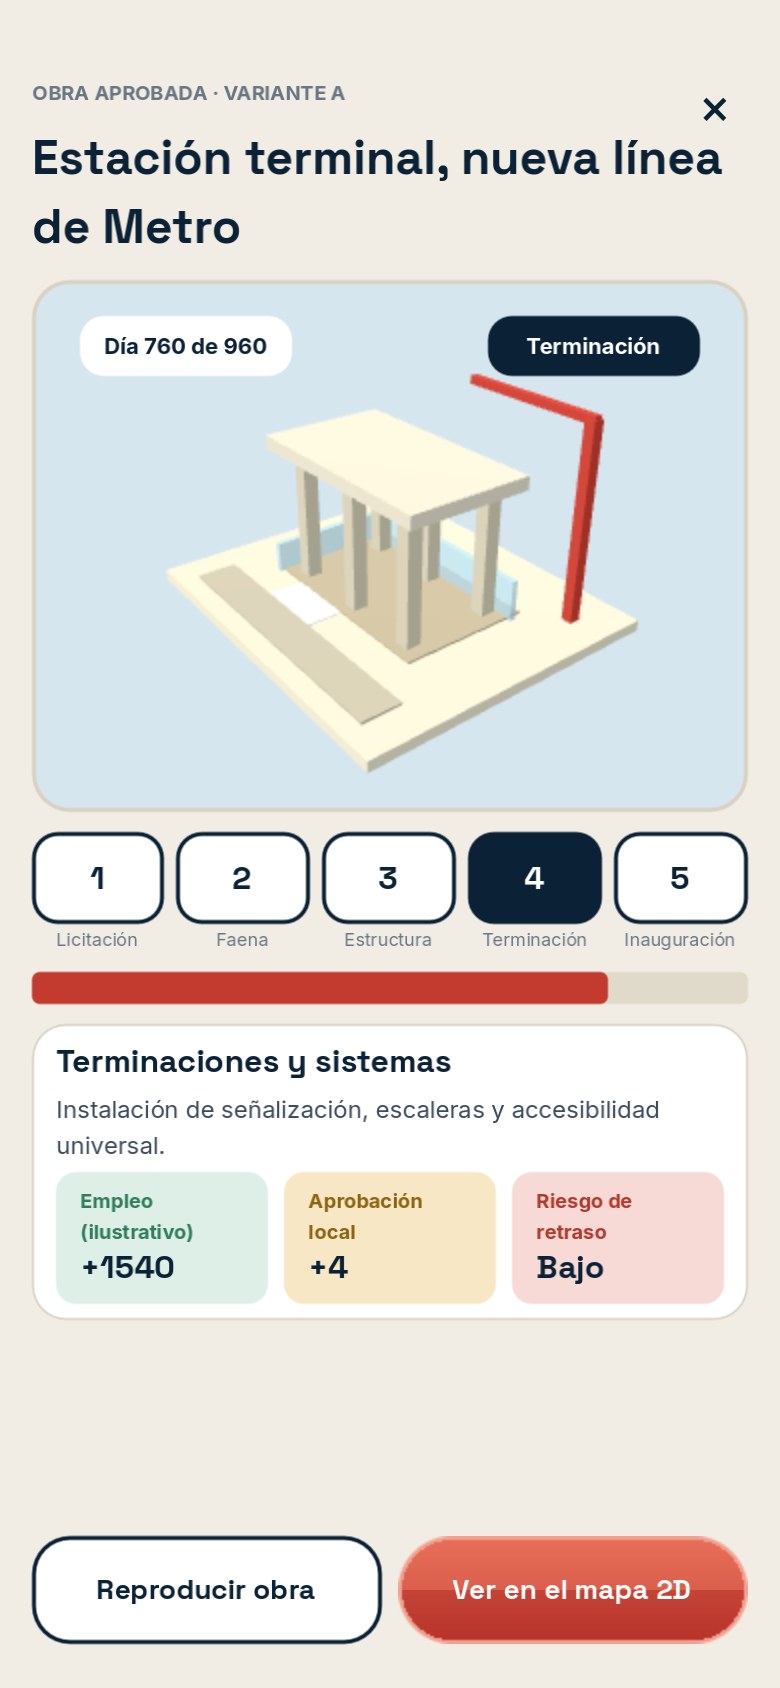 OBRA APROBADA · VARIANTE A
×
Estación terminal, nueva línea
de Metro
Día 760 de 960
Terminación
1
2
3
4
5
Licitación
Faena
Estructura
Terminación
Inauguración
Terminaciones y sistemas
Instalación de señalización, escaleras y accesibilidad
universal.
Empleo
(ilustrativo)
+1540
Aprobación
local
+4
Riesgo de
retraso
Bajo
Reproducir obra
Ver en el mapa 2D